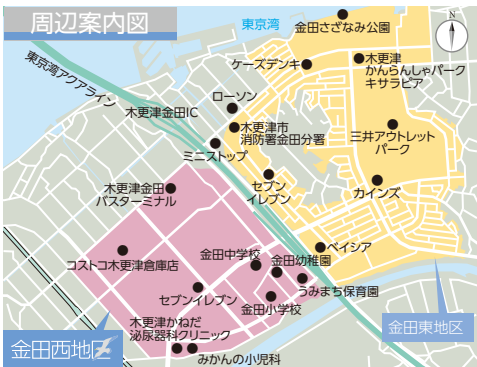 周辺案内図
N
東京湾
金田さざなみ公園
東京湾アクアライン
ケーズデンキ
木更津
かんらんしゃパーク
キサラピア
ローソン
木更津金田IC
木更津市
消防署金田分署
三井アウトレット
パーク
ミニストップ
セブン
イレブン
カインズ
木更津金田
バスターミナル
ベイシア
金田中学校
金田幼稚園
コストコ木更津倉庫店
うみまち保育園
セブンイレブン
金田小学校
木更津かねだ
泌尿器科クリニック
みかんの小児科
金田西地区
金田東地区